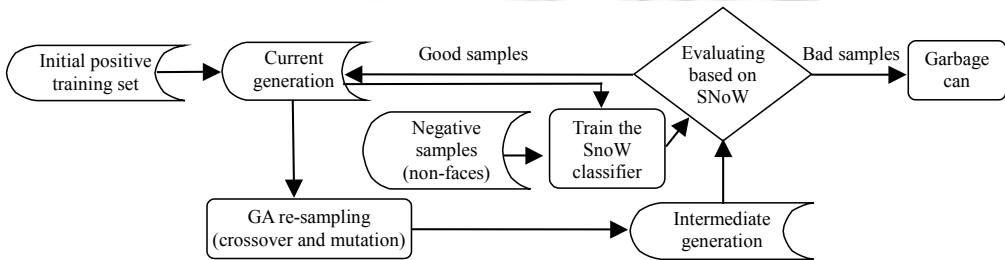 Initial positive
training set
Current
generation
Good samples
Evaluating
based on
SNoW
Bad samples
Garbage
can
Negative
samples
(non-faces)
Train the
SnoW
classifier
GA re-sampling
(crossover and mutation)
Intermediate
generation